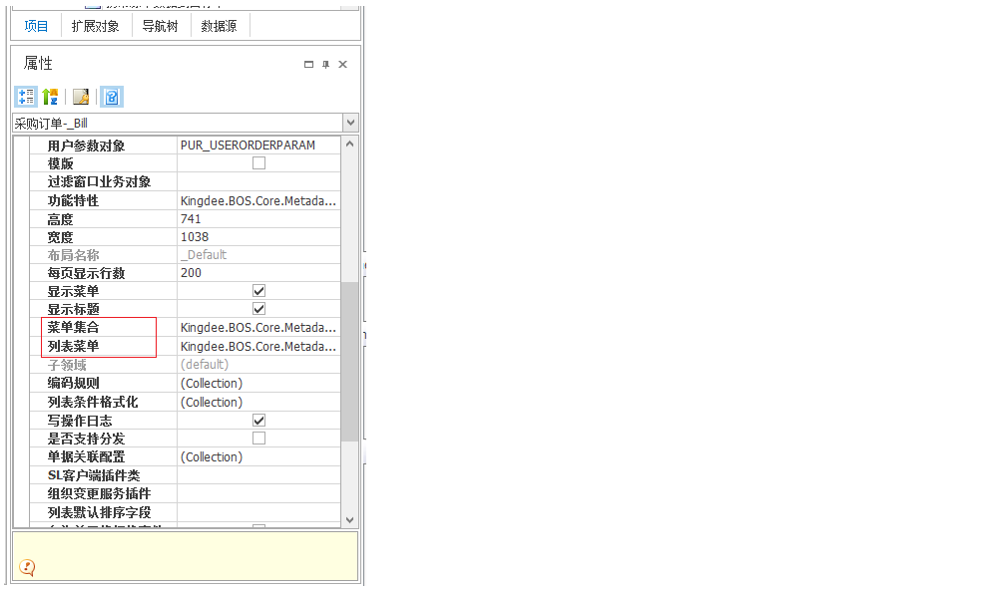 项目 扩展对象 导航树 数据源
属性
采购订单-_Bill
用户参数对象 PUR_USERORDERPARAM
模版
过滤窗口业务对象
功能特性 Kingdee.BOS.Core.Metada...
高度 741
宽度 1038
布局名称 _Default
每页显示行数 200
显示菜单
显示标题
菜单集合 Kingdee.BOS.Core.Metada...
列表菜单 Kingdee.BOS.Core.Metada...
子领域 (default)
编码规则 (Collection)
列表条件格式化 (Collection)
写操作日志
是否支持分发
单据关联配置 (Collection)
SL客户端插件类
组织变更服务插件
列表默认排序字段